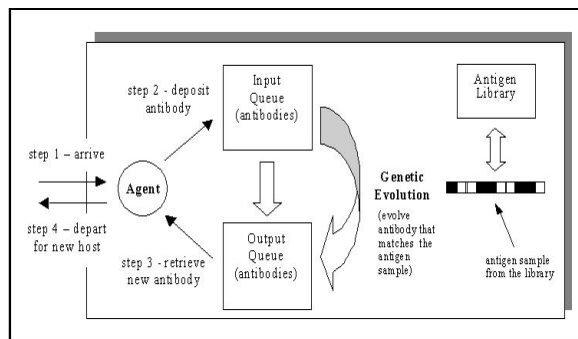 step 1 – arrive
step 4 – depart
for new host
Agent
step 2 - deposit
antibody
step 3 - retrieve
new antibody
Input
Queue
(antibodies)
Output
Queue
(antibodies)
Genetic
Evolution
(evolve
antibody that
matches the
antigen
sample)
Antigen
Library
antigen sample
from the library